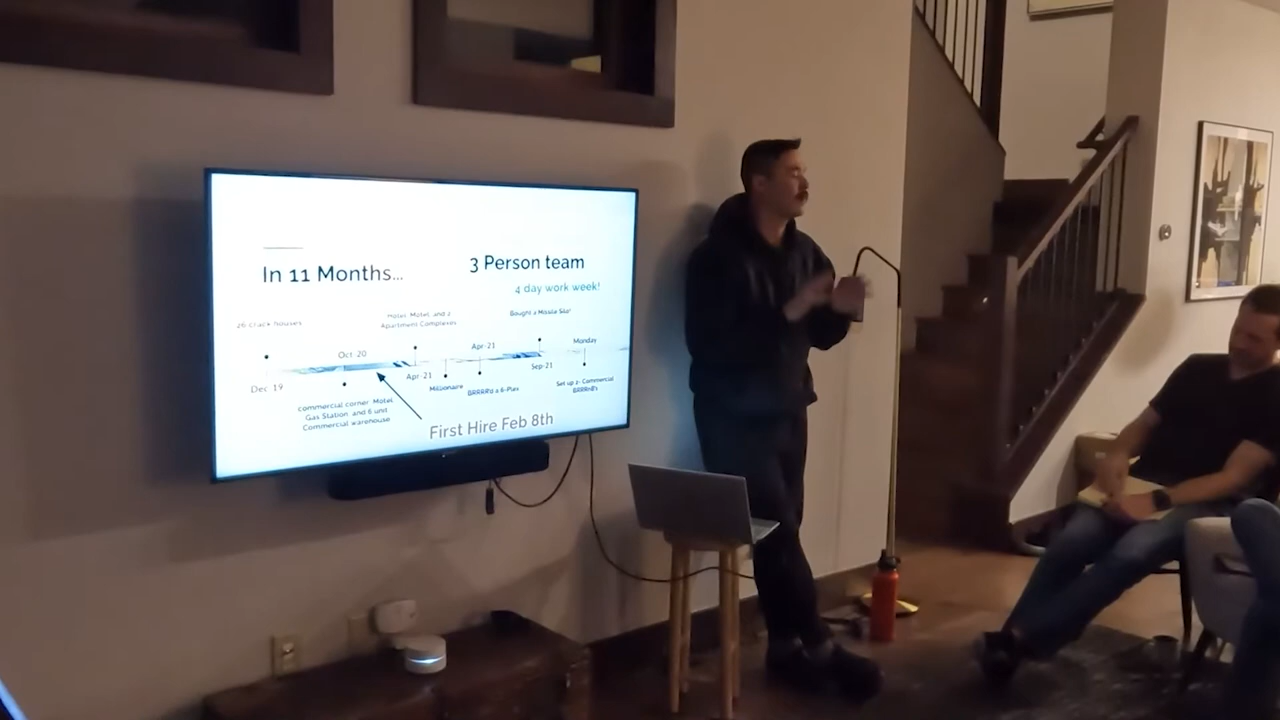 In 11 Months...
3 Person team
4 day work week!
26 crack houses
Hotel, Motel, and 2
Apartment Complexes
Bought a Missile Silo!
Oct 20
Apr-21
Monday
Dec 19
Apr-21
Millionaire
BRRRR'd a 6-Plex
Sep-21
Set up 2- Commercial
BRRRR'S
commercial corner, Motel,
Gas Station, and 6 unit
Commercial warehouse
First Hire Feb 8th